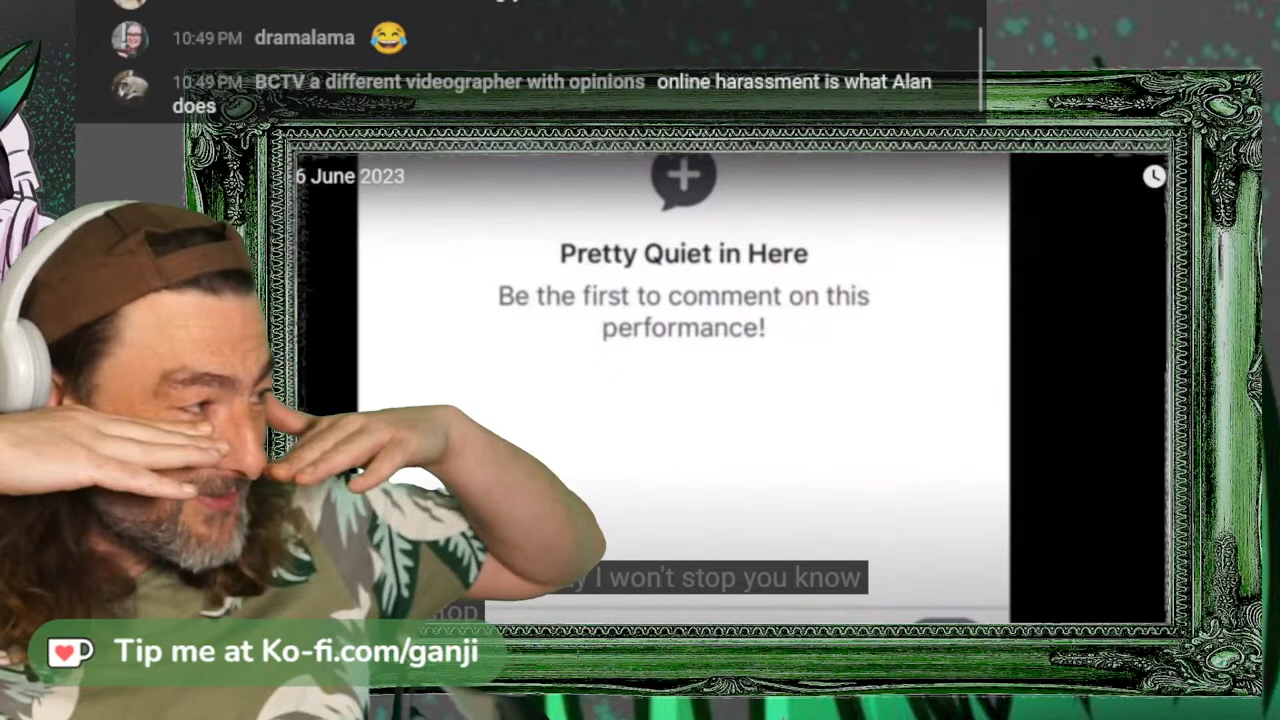 10:49 PM dramalama 😂
10:49 PM BCTV a different videographer with opinions online harassment is what Alan
does
6 June 2023
Pretty Quiet in Here
Be the first to comment on this
performance!
I won't stop you know
Tip me at Ko-fi.com/ganji